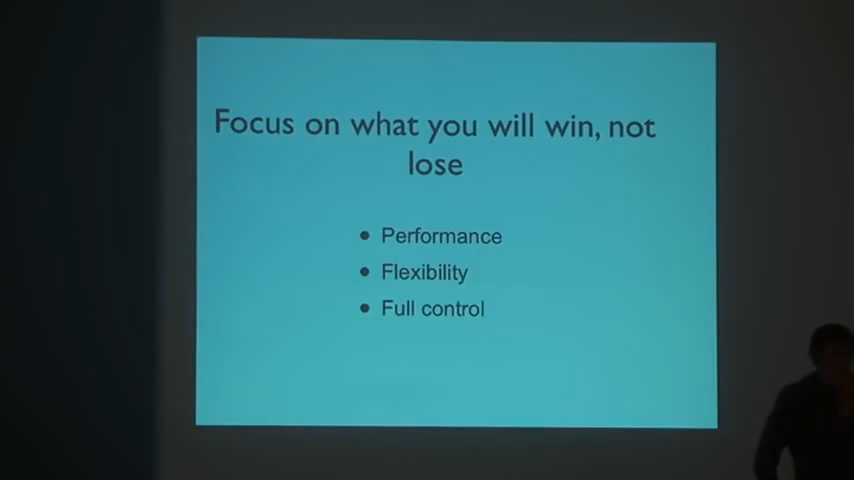 Focus on what you will win, not
lose
• Performance
• Flexibility
• Full control